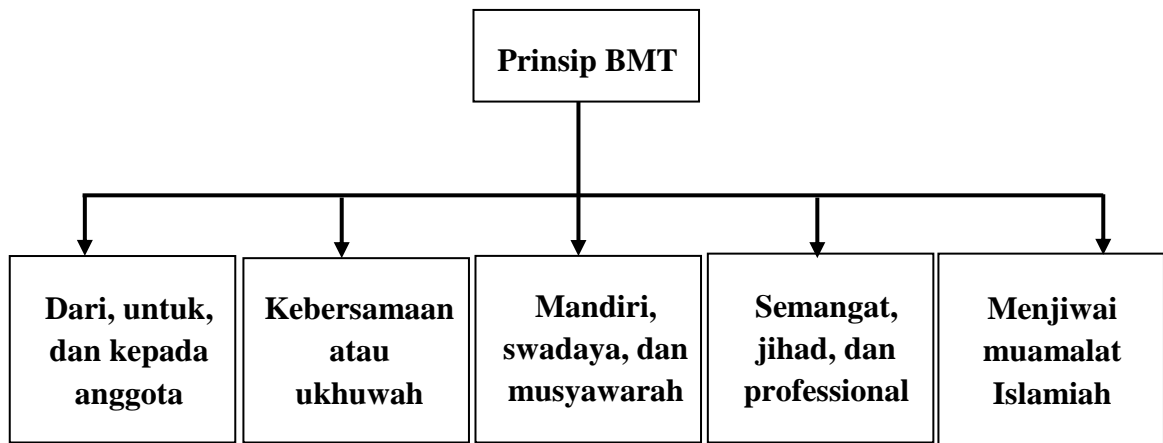 Prinsip BMT
Dari, untuk,
dan kepada
anggota
Kebersamaan
atau
ukhuwah
Mandiri,
swadaya, dan
musyawarah
Semangat,
jihad, dan
professional
Menjiwai
muamalat
Islamiah